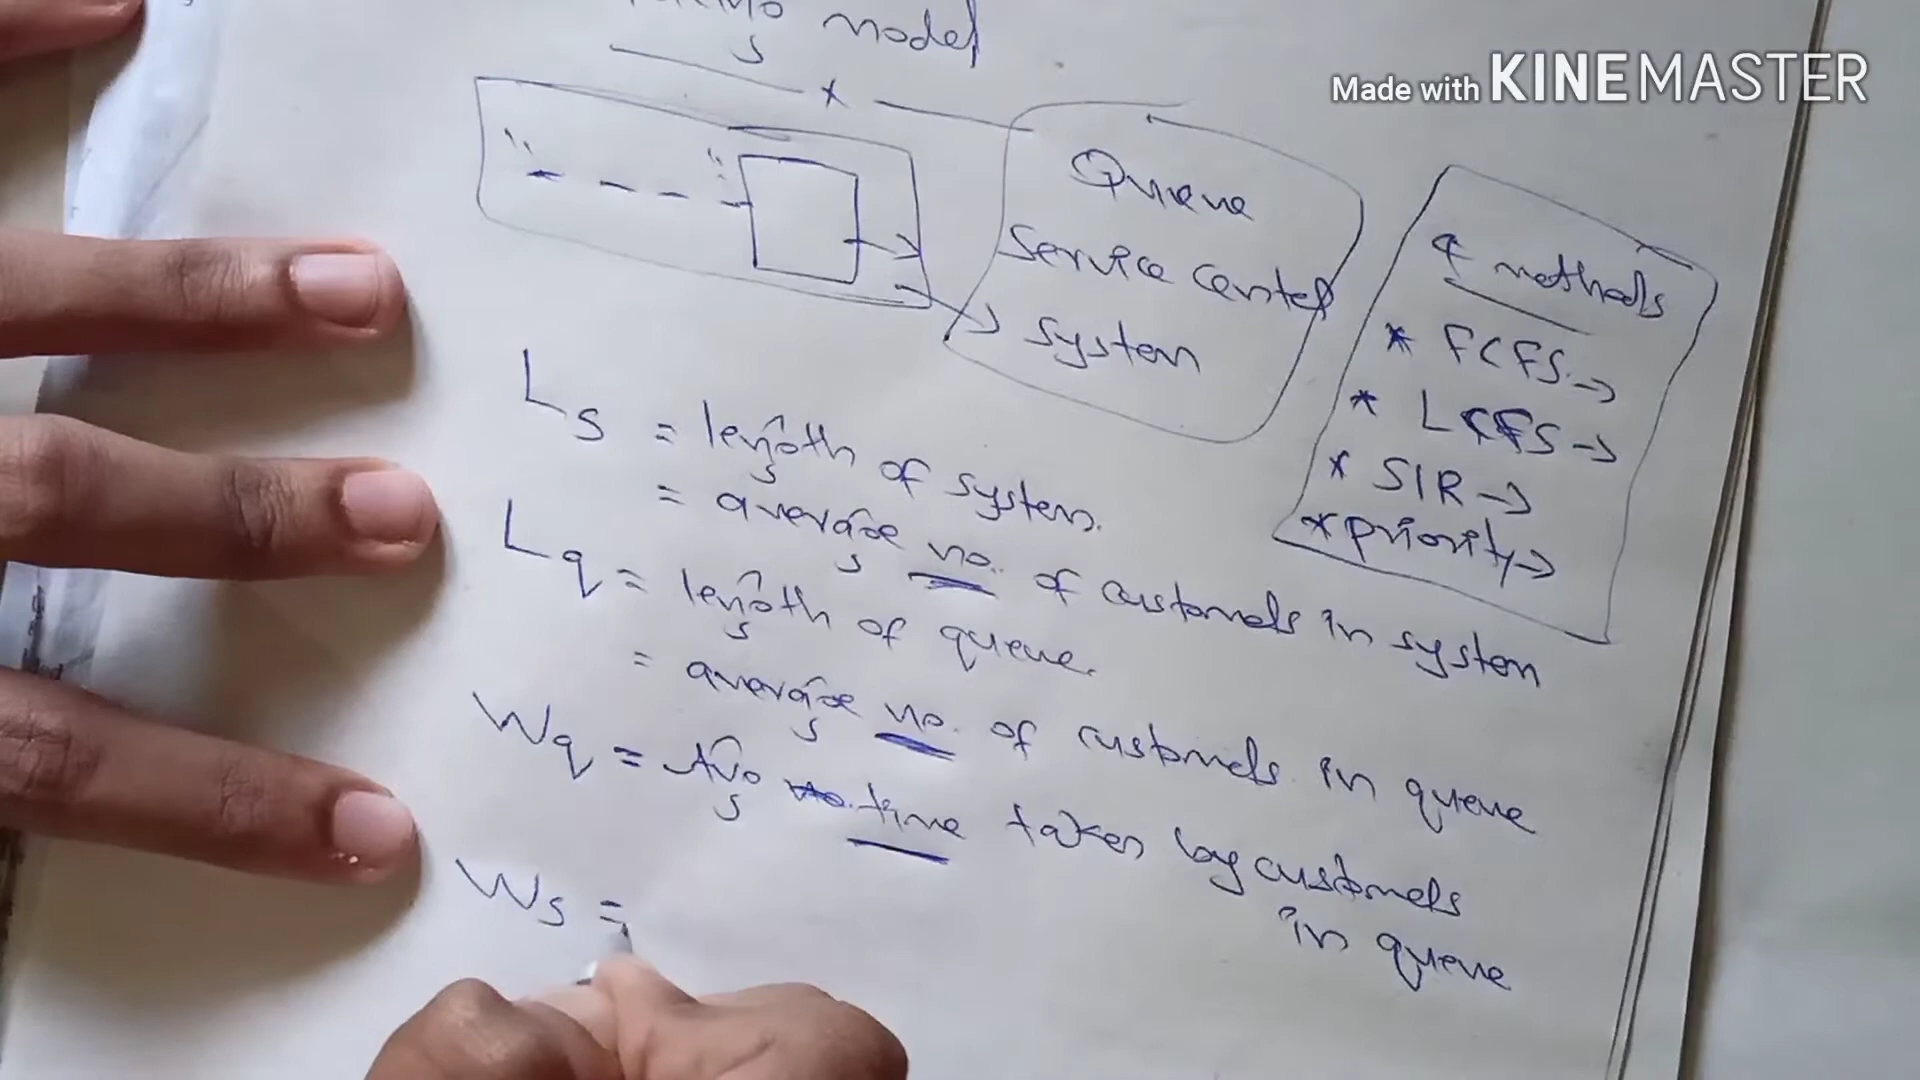 model
Made with KINEMASTER
x
Queue
Service center
System
4 methods
* FCFS. →
* LCFS →
* SIR →
* priority →
Ls = length of system.
= average no. of customers in system
Lq = length of queue.
= average no. of customers in queue
Wq = Avg time taken by customers
in queue
Ws =